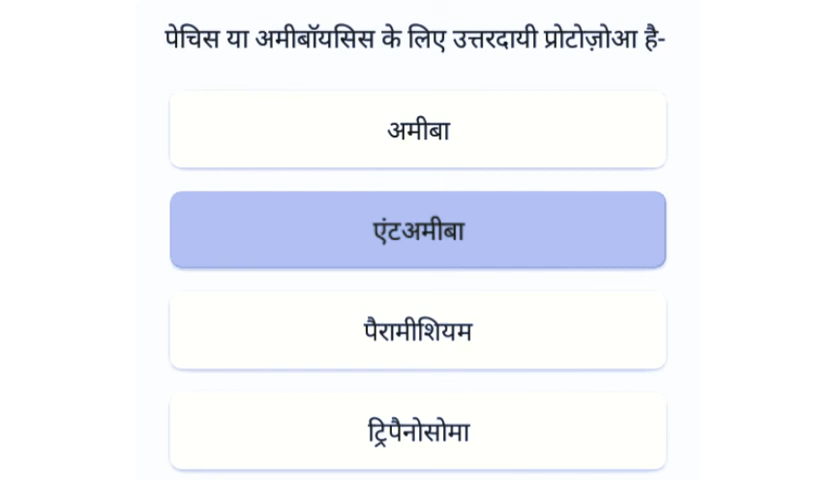 पेचिस या अमीबॉयसिस के लिए उत्तरदायी प्रोटोज़ोआ है-
अमीबा
एंटअमीबा
पैरामीशियम
ट्रिपैनोसोमा